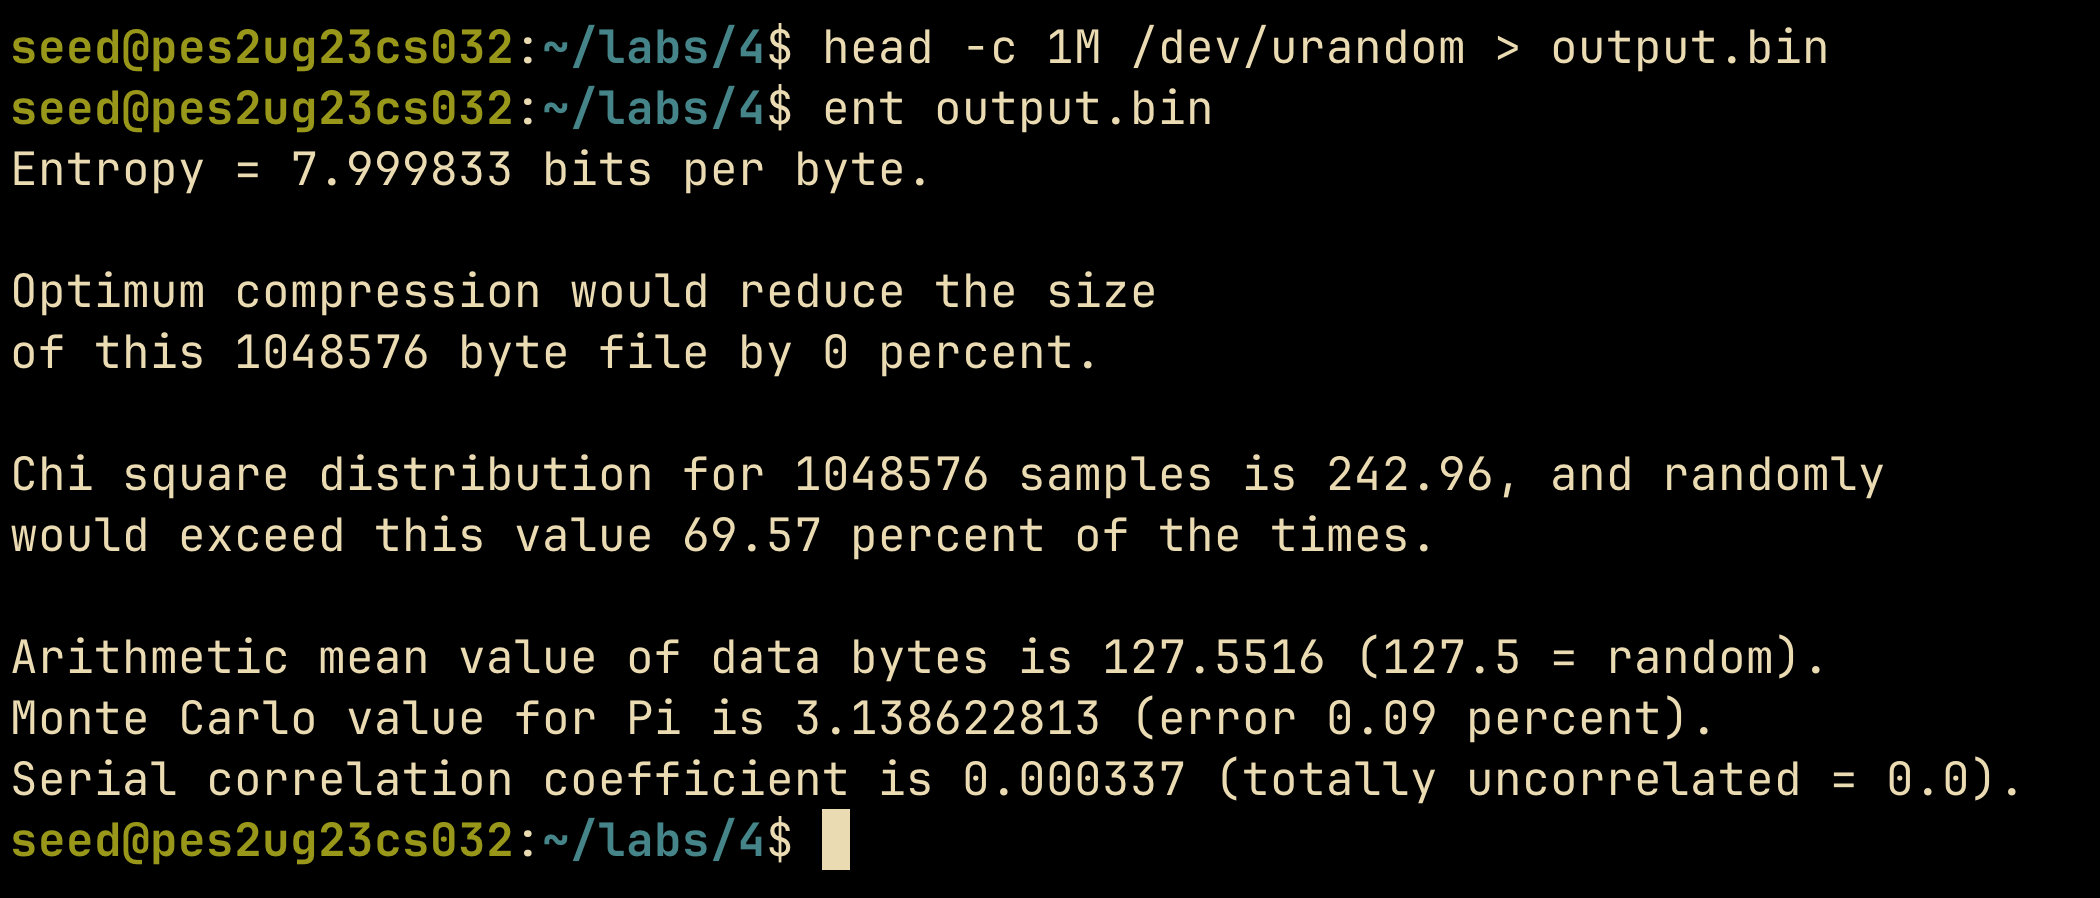 seed@pes2ug23cs032:~/labs/4$ head -c 1M /dev/urandom > output.bin
seed@pes2ug23cs032:~/labs/4$ ent output.bin
Entropy = 7.999833 bits per byte.
Optimum compression would reduce the size
of this 1048576 byte file by 0 percent.
Chi square distribution for 1048576 samples is 242.96, and randomly
would exceed this value 69.57 percent of the times.
Arithmetic mean value of data bytes is 127.5516 (127.5 = random).
Monte Carlo value for Pi is 3.138622813 (error 0.09 percent).
Serial correlation coefficient is 0.000337 (totally uncorrelated = 0.0).
seed@pes2ug23cs032:~/labs/4$